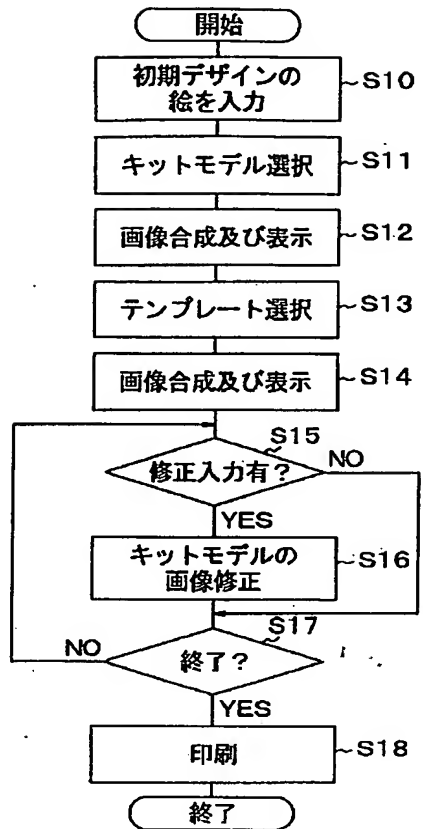 開始
初期デザインの
絵を入力
S10
キットモデル選択
S11
画像合成及び表示
S12
テンプレート選択
S13
画像合成及び表示
S14
S15
修正入力有?
NO
YES
キットモデルの
画像修正
S16
S17
NO
終了?
YES
印刷
S18
終了